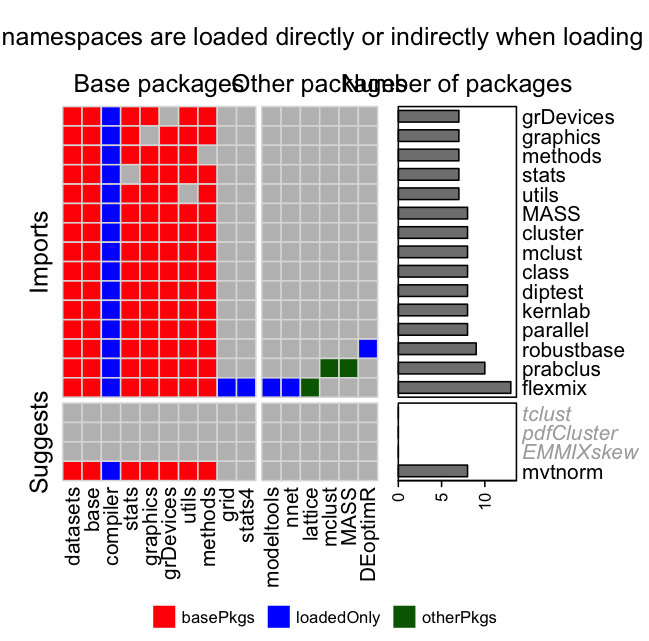 namespaces are loaded directly or indirectly when loading
Base packages
Other packages
Number of packages
Imports
Suggests
grDevices
graphics
methods
stats
utils
MASS
cluster
mclust
class
diptest
kernlab
parallel
robustbase
prabclus
flexmix
tclust
pdfCluster
EMMIXskew
mvtnorm
datasets
base
compiler
stats
graphics
grDevices
utils
methods
grid
stats4
modeltools
nnet
lattice
mclust
MASS
DEoptimR
0
5
10
basePkgs
loadedOnly
otherPkgs